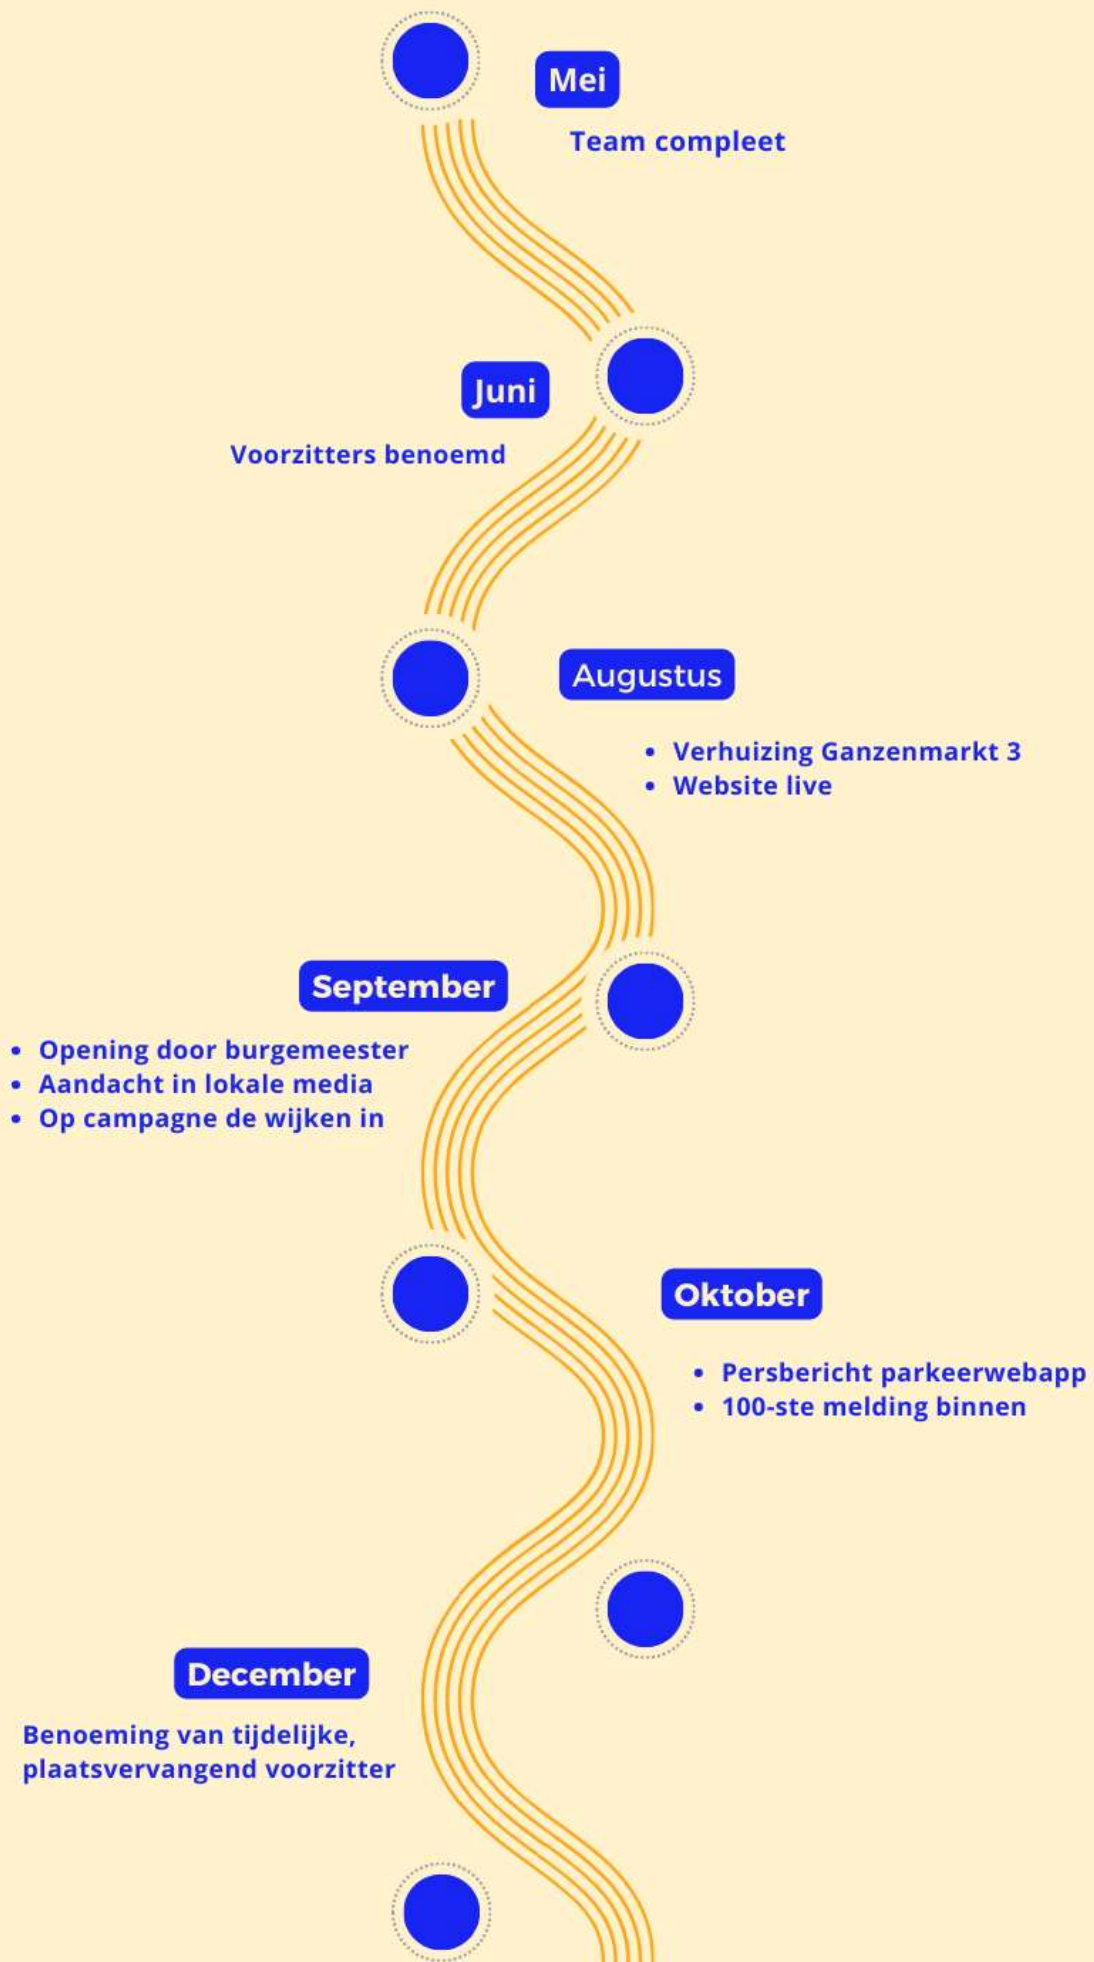 Mei
Team compleet
Juni
Voorzitters benoemd
Augustus
• Verhuizing Ganzenmarkt 3
• Website live
September
• Opening door burgemeester
• Aandacht in lokale media
• Op campagne de wijken in
Oktober
• Persbericht parkeerwebapp
• 100-ste melding binnen
December
Benoeming van tijdelijke,
plaatsvervangend voorzitter